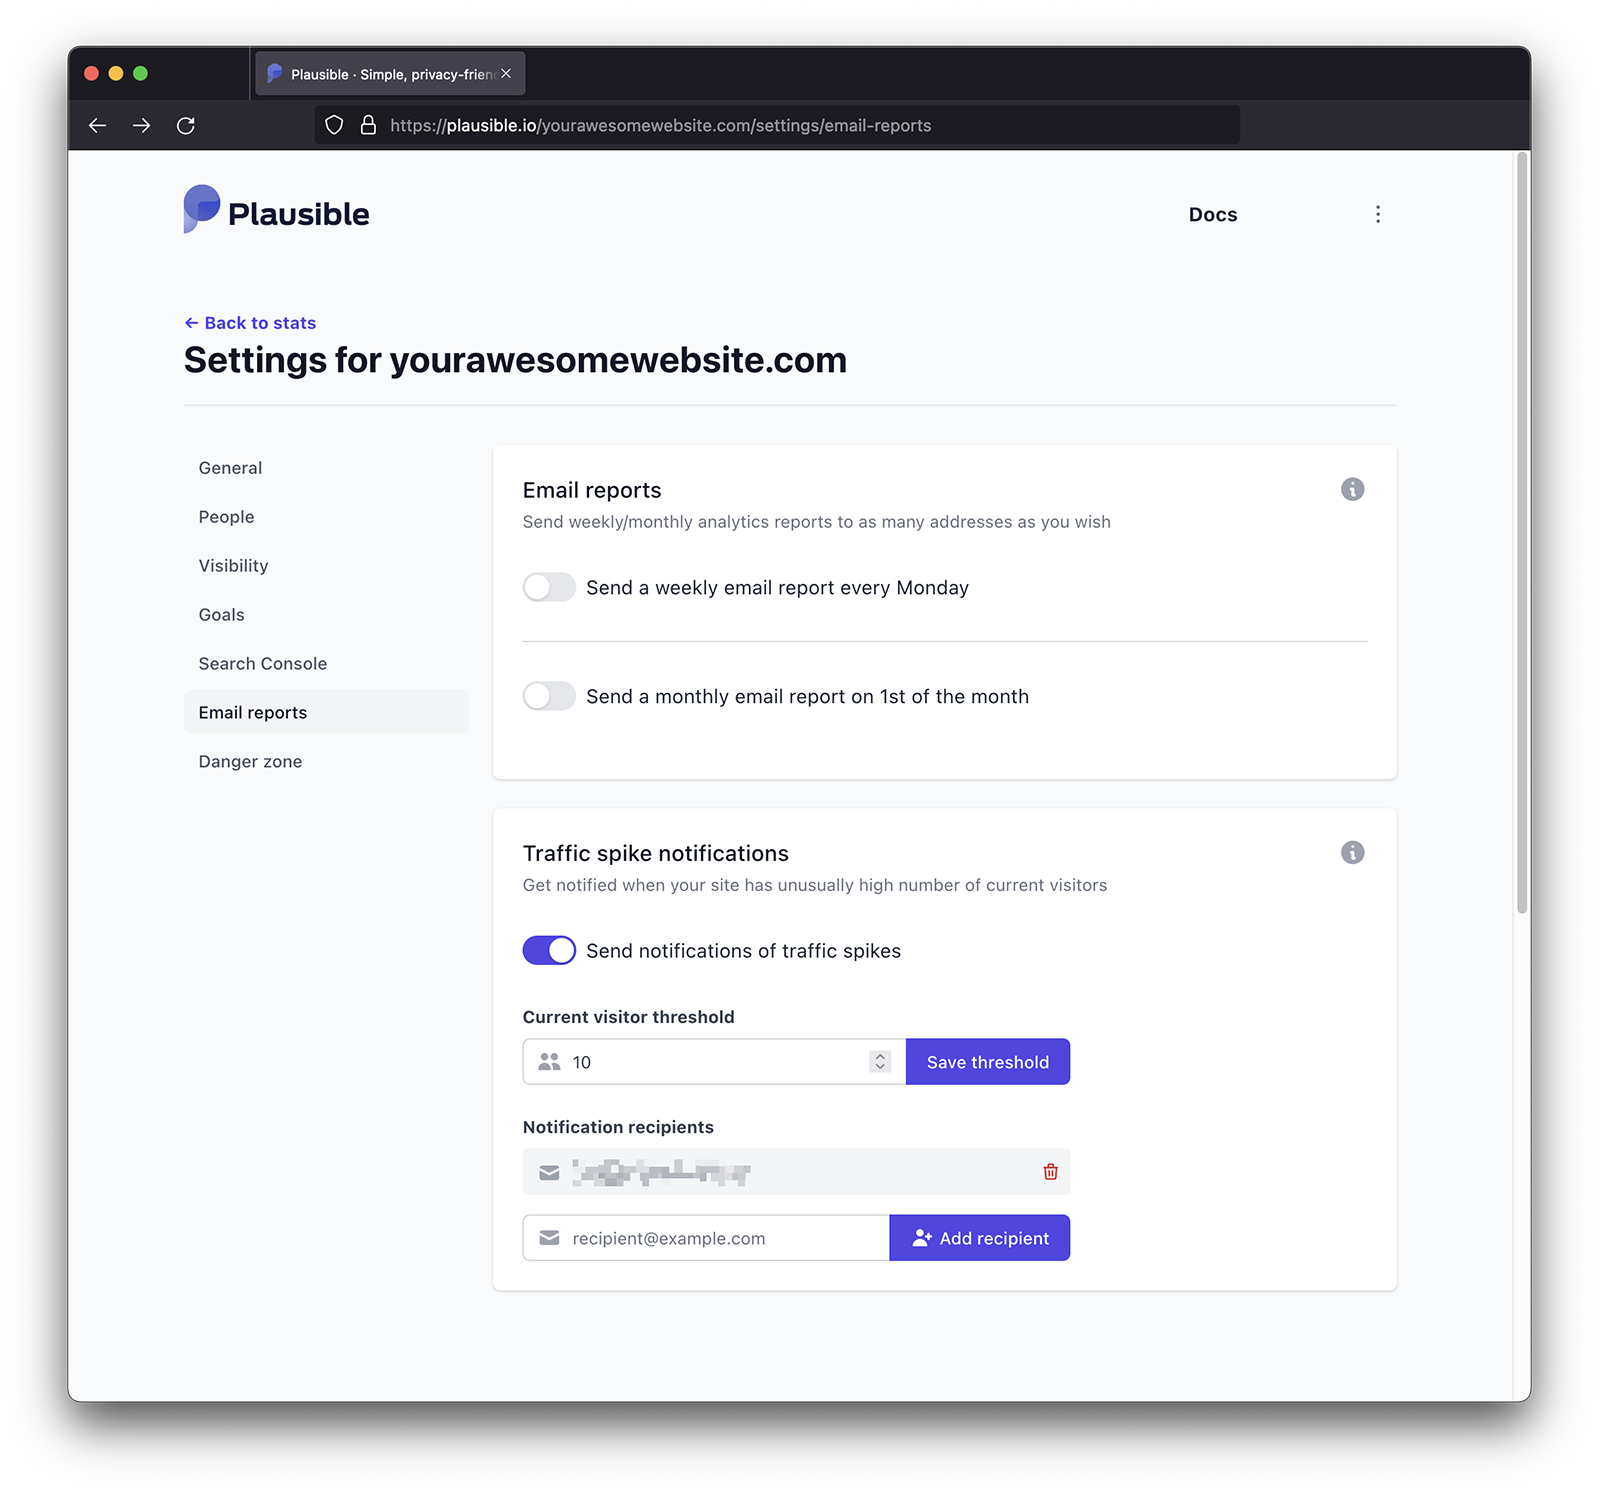 Plausible · Simple, privacy-frien
https://plausible.io/yourawesomewebsite.com/settings/email-reports
Plausible
Docs
← Back to stats
Settings for yourawesomewebsite.com
General
People
Visibility
Goals
Search Console
Email reports
Danger zone
Email reports
Send weekly/monthly analytics reports to as many addresses as you wish
Send a weekly email report every Monday
Send a monthly email report on 1st of the month
Traffic spike notifications
Get notified when your site has unusually high number of current visitors
Send notifications of traffic spikes
Current visitor threshold
10
Save threshold
Notification recipients
recipient@example.com
Add recipient